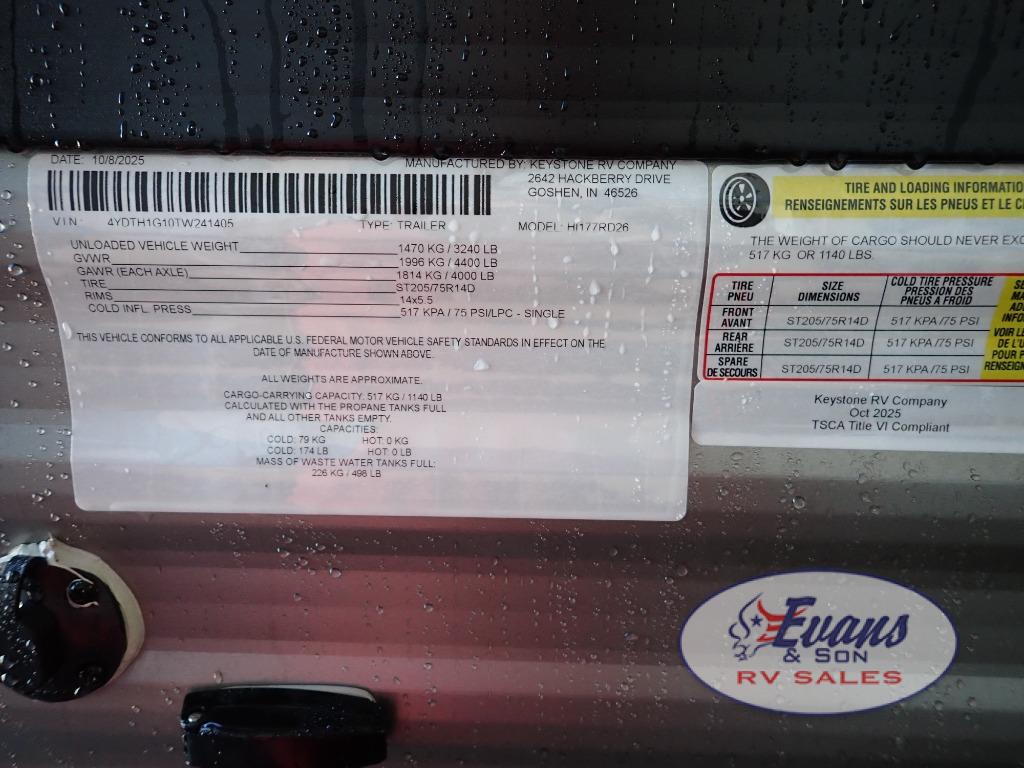 DATE: 10/8/2025
MANUFACTURED BY: KEYSTONE RV COMPANY
2642 HACKBERRY DRIVE
GOSHEN, IN 46526
VIN: 4YDTH1G10TW241405 TYPE: TRAILER MODEL: HI177RD26
UNLOADED VEHICLE WEIGHT 1470 KG / 3240 LB
GVWR 1996 KG / 4400 LB
GAWR (EACH AXLE) 1814 KG / 4000 LB
TIRE ST205/75R14D
RIMS 14x5.5
COLD INFL. PRESS 517 KPA / 75 PSI/LPC - SINGLE
THIS VEHICLE CONFORMS TO ALL APPLICABLE U.S. FEDERAL MOTOR VEHICLE SAFETY STANDARDS IN EFFECT ON THE
DATE OF MANUFACTURE SHOWN ABOVE.
ALL WEIGHTS ARE APPROXIMATE.
CARGO-CARRYING CAPACITY: 517 KG / 1140 LB
CALCULATED WITH THE PROPANE TANKS FULL
AND ALL OTHER TANKS EMPTY.
CAPACITIES:
COLD: 79 KG HOT: 0 KG
COLD: 174 LB HOT: 0 LB
MASS OF WASTE WATER TANKS FULL:
226 KG / 498 LB
TIRE AND LOADING INFORMATIO
RENSEIGNEMENTS SUR LES PNEUS ET LE C
THE WEIGHT OF CARGO SHOULD NEVER EXC
517 KG OR 1140 LBS.
TIRE
PNEU
SIZE
DIMENSIONS
COLD TIRE PRESSURE
PRESSION DES
PNEUS A FROID
FRONT
AVANT
ST205/75R14D 517 KPA /75 PSI
REAR
ARRIÈRE
ST205/75R14D 517 KPA /75 PSI
SPARE
DE SECOURS
ST205/75R14D 517 KPA /75 PSI
VOIR LE
DE L'U
POUR P
RENSEIGN
Keystone RV Company
Oct 2025
TSCA Title VI Compliant
Evans
& SON
RV SALES